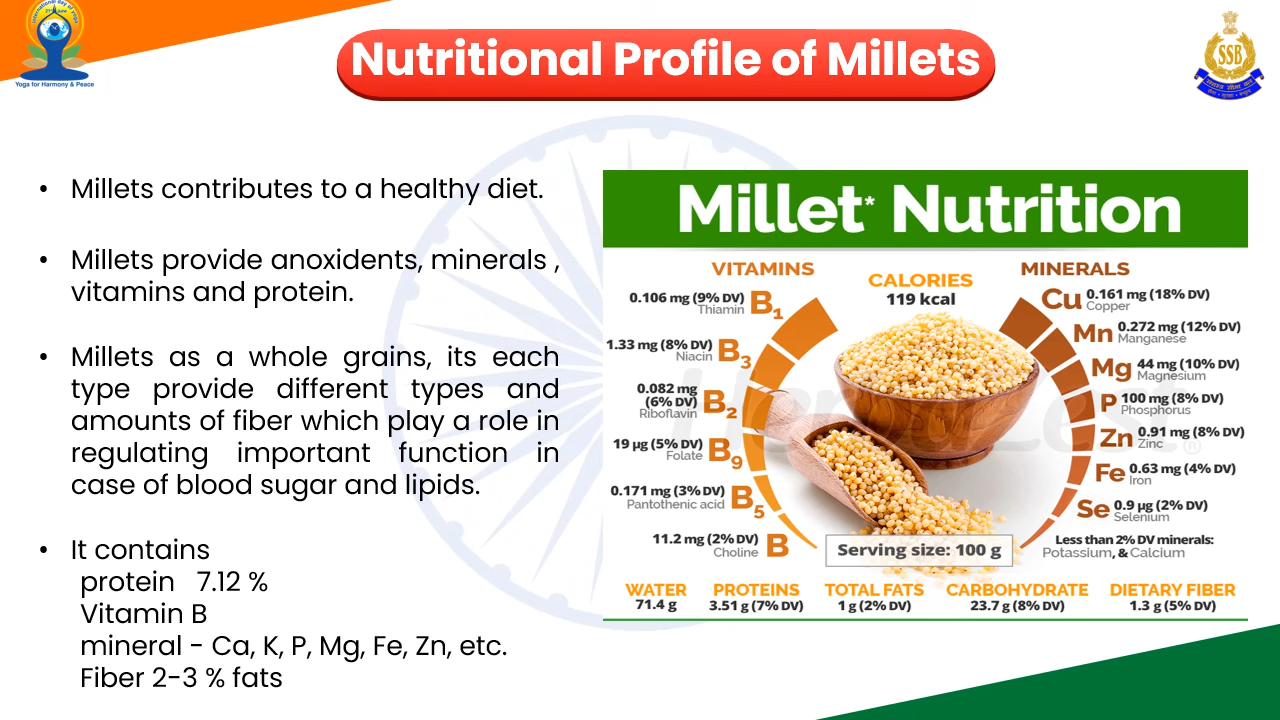 International Day of Yoga
21st June
Yoga for Harmony & Peace
Nutritional Profile of Millets
SSB
• Millets contributes to a healthy diet.
• Millets provide anoxidents, minerals ,
vitamins and protein.
• Millets as a whole grains, its each
type provide different types and
amounts of fiber which play a role in
regulating important function in
case of blood sugar and lipids.
• It contains
protein 7.12 %
Vitamin B
mineral - Ca, K, P, Mg, Fe, Zn, etc.
Fiber 2-3 % fats
Millet* Nutrition
VITAMINS
0.106 mg (9% DV)
Thiamin
B1
1.33 mg (8% DV)
Niacin
B3
0.082 mg
(6% DV)
Riboflavin
B2
19 µg (5% DV)
Folate
B9
0.171 mg (3% DV)
Pantothenic acid
B5
11.2 mg (2% DV)
Choline
B
CALORIES
119 kcal
MINERALS
Cu 0.161 mg (18% DV)
Copper
Mn 0.272 mg (12% DV)
Manganese
Mg 44 mg (10% DV)
Magnesium
P 100 mg (8% DV)
Phosphorus
Zn 0.91 mg (8% DV)
Zinc
Fe 0.63 mg (4% DV)
Iron
Se 0.9 µg (2% DV)
Selenium
Less than 2% DV minerals:
Potassium, & Calcium
Serving size: 100 g
WATER
71.4 g
PROTEINS
3.51 g (7% DV)
TOTAL FATS
1 g (2% DV)
CARBOHYDRATE
23.7 g (8% DV)
DIETARY FIBER
1.3 g (5% DV)